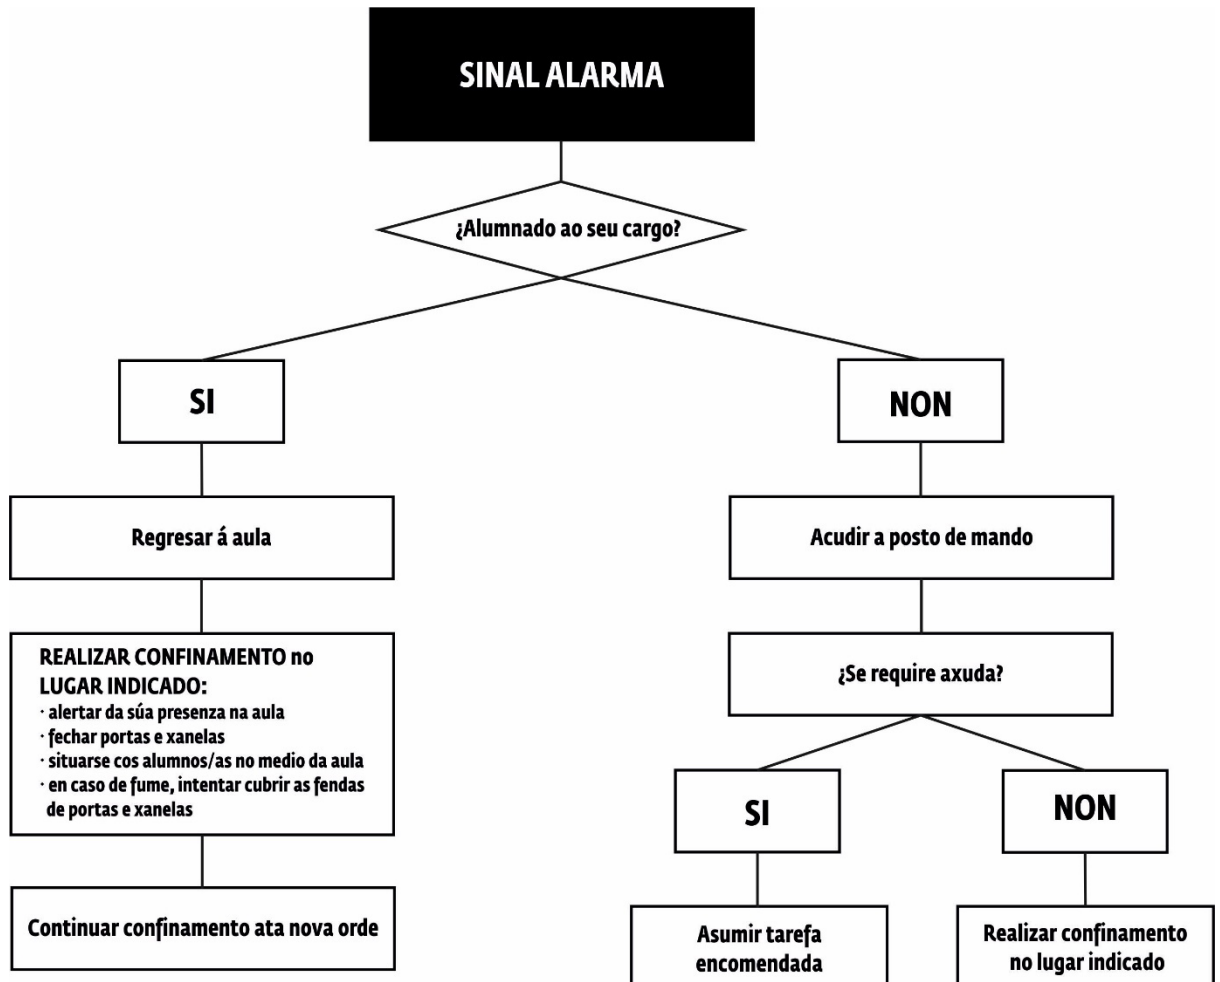 SINAL ALARMA
¿Alumnado ao seu cargo?
SI
NON
Regresar á aula
Acudir a posto de mando
REALIZAR CONFINAMENTO no
LUGAR INDICADO:
· alertar da súa presenza na aula
· fechar portas e xanelas
· situarse cos alumnos/as no medio da aula
· en caso de fume, intentar cubrir as fendas
de portas e xanelas
¿Se require axuda?
SI
NON
Continuar confinamento ata nova orde
Asumir tarefa
encomendada
Realizar confinamento
no lugar indicado